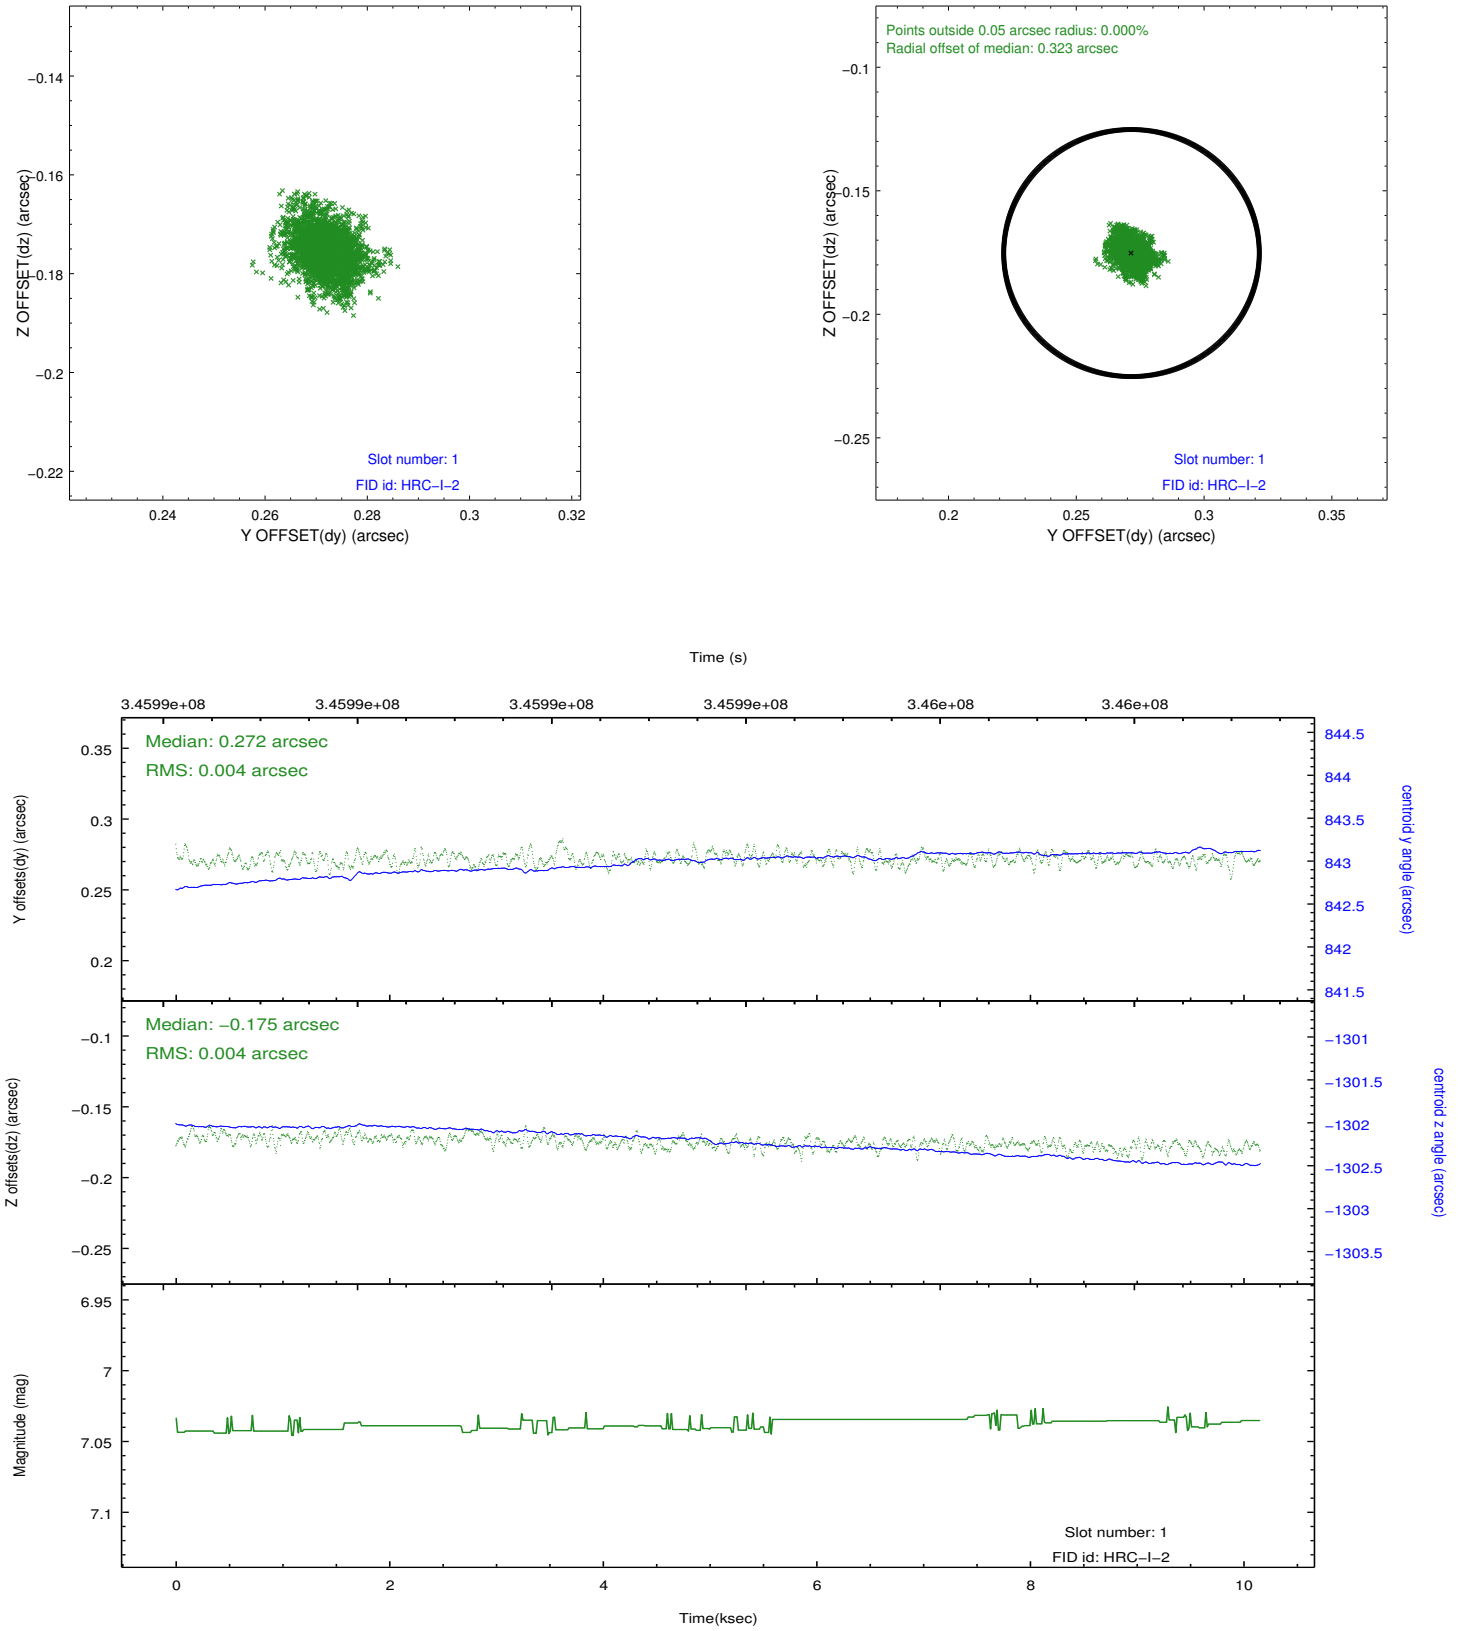 −0.14
−0.16
−0.18
−0.2
−0.22
Z OFFSET(dz) (arcsec)
Slot number: 1
FID id: HRC−I−2
0.24 0.26 0.28 0.3 0.32
Y OFFSET(dy) (arcsec)
Points outside 0.05 arcsec radius: 0.000%
Radial offset of median: 0.323 arcsec
−0.1
−0.15
−0.2
−0.25
Z OFFSET(dz) (arcsec)
Slot number: 1
FID id: HRC−I−2
0.2 0.25 0.3 0.35
Y OFFSET(dy) (arcsec)
Time (s)
3.4599e+08 3.4599e+08 3.4599e+08 3.4599e+08 3.46e+08 3.46e+08
Median: 0.272 arcsec
RMS: 0.004 arcsec
0.35
0.3
0.25
0.2
Y offsets(dy) (arcsec)
844.5
844
843.5
843
842.5
842
841.5
centroid y angle (arcsec)
Median: −0.175 arcsec
RMS: 0.004 arcsec
−0.1
−0.15
−0.2
−0.25
Z offsets(dz) (arcsec)
−1301
−1301.5
−1302
−1302.5
−1303
−1303.5
centroid z angle (arcsec)
6.95
7
7.05
7.1
Magnitude (mag)
Slot number: 1
FID id: HRC−I−2
0 2 4 6 8 10
Time(ksec)